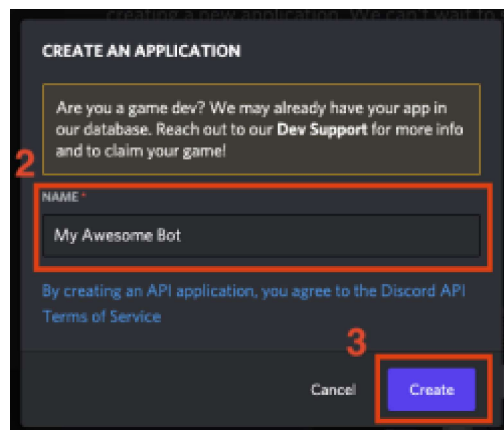 creating a new application. We can't wait to
CREATE AN APPLICATION
Are you a game dev? We may already have your app in
our database. Reach out to our Dev Support for more info
and to claim your game!
2
NAME*
My Awesome Bot
By creating an API application, you agree to the Discord API
Terms of Service
3
Cancel
Create